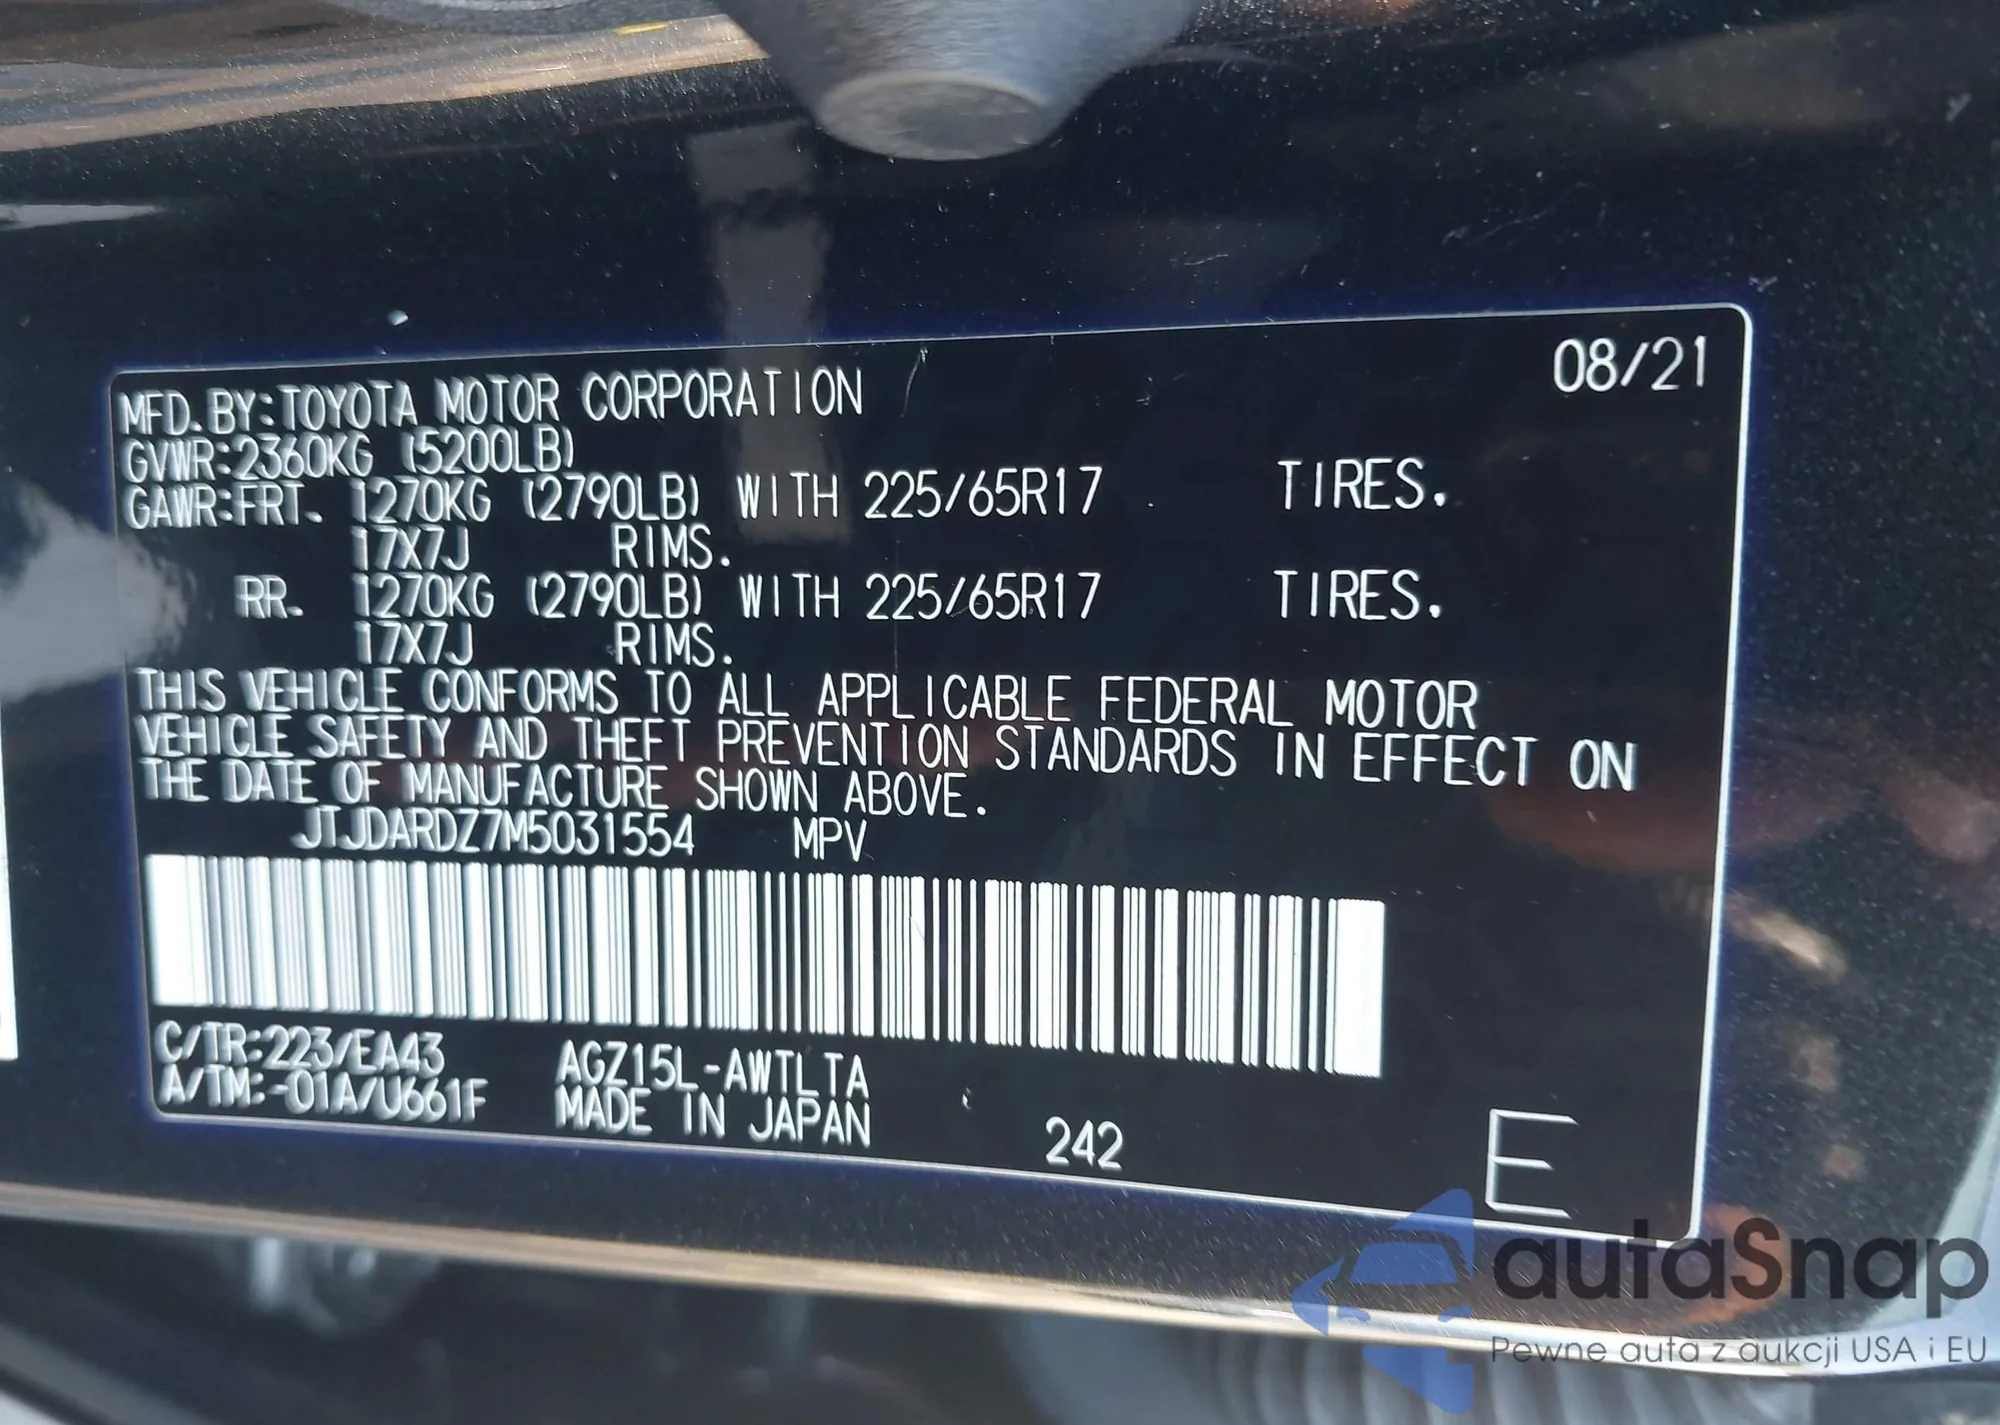 08/21
MFD. BY:TOYOTA MOTOR CORPORATION
GVWR:2360KG (5200LB)
GAWR:FRT. 1270KG (2790LB) WITH 225/65R17 TIRES.
17X7J RIMS.
RR. 1270KG (2790LB) WITH 225/65R17 TIRES.
17X7J RIMS.
THIS VEHICLE CONFORMS TO ALL APPLICABLE FEDERAL MOTOR
VEHICLE SAFETY AND THEFT PREVENTION STANDARDS IN EFFECT ON
THE DATE OF MANUFACTURE SHOWN ABOVE.
JTJDARDZ7M5031554 MPV
C/TR:223/EA43 AGZ15L-AWTLTA
A/TM:-01A/U661F MADE IN JAPAN
242
E
autaSnap
Pewne auta z aukcji USA i EU